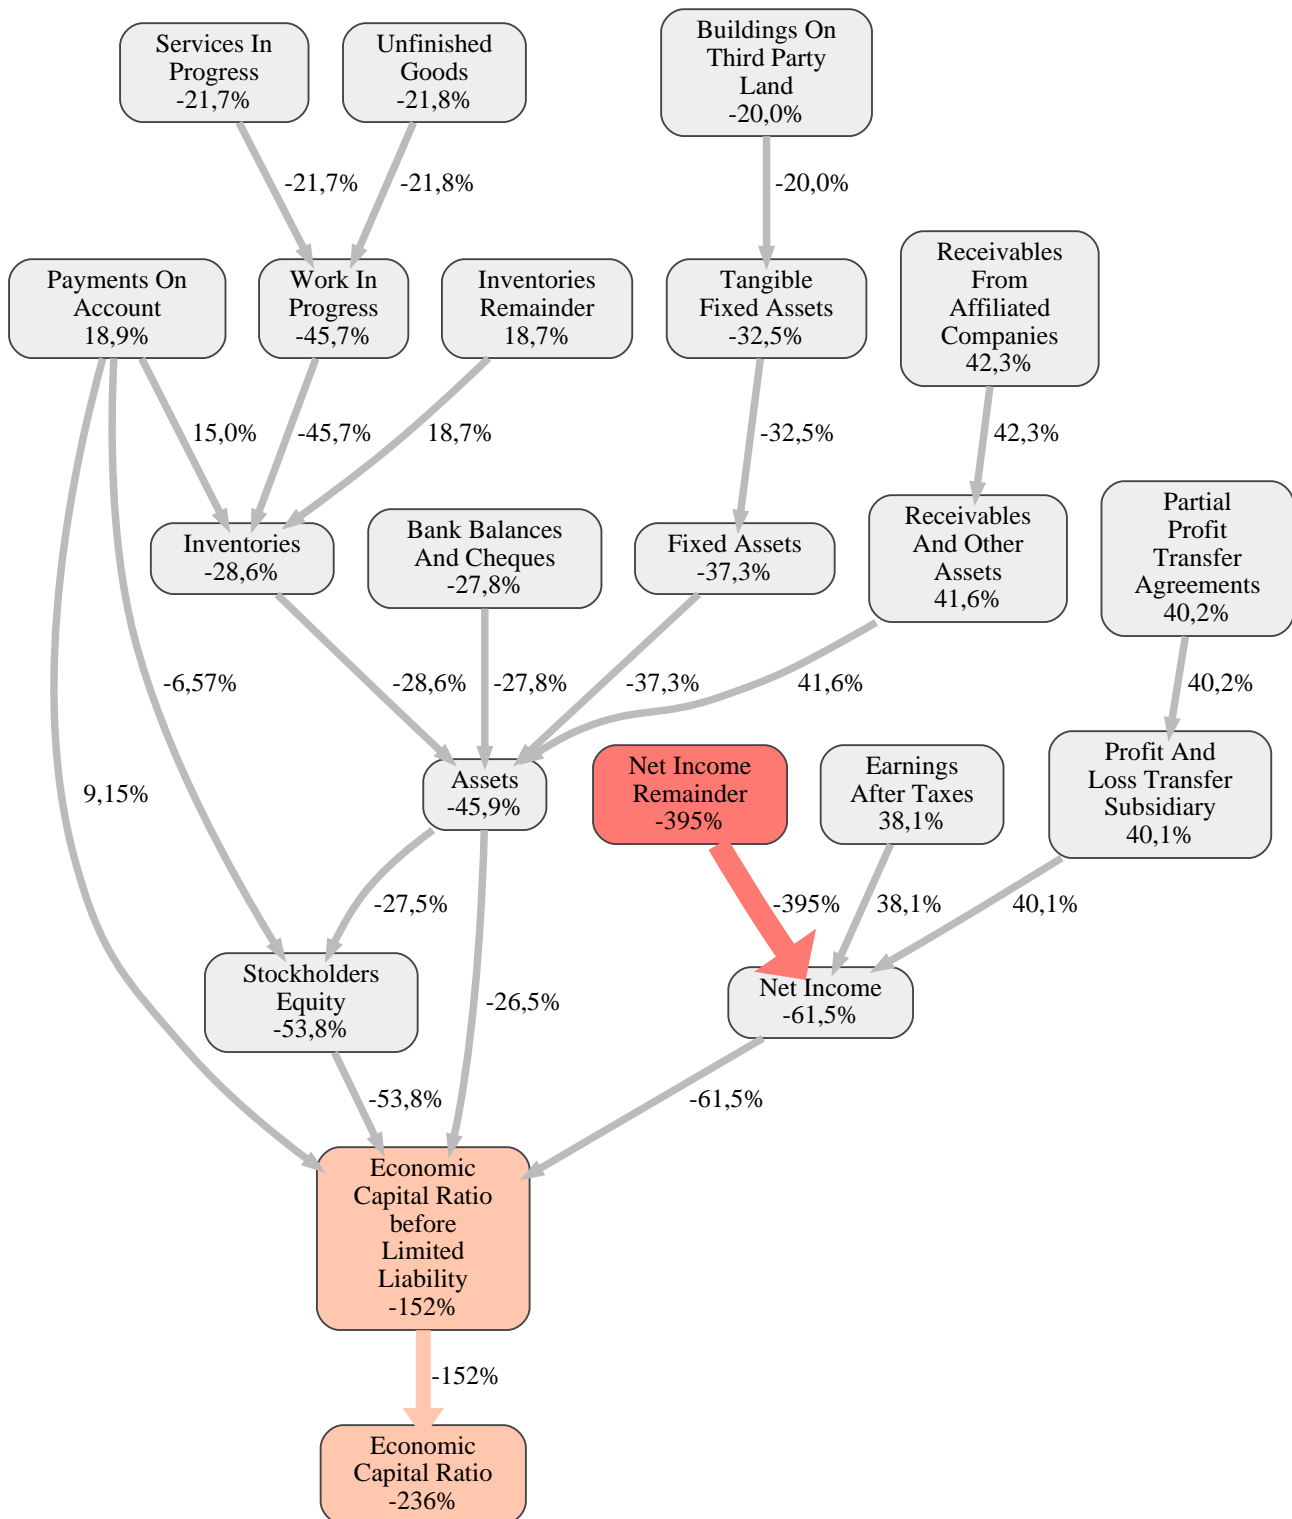 Services In
Progress
-21,7%
Unfinished
Goods
-21,8%
Buildings On
Third Party
Land
-20,0%
-21,7%
-21,8%
-20,0%
Payments On
Account
18,9%
Work In
Progress
-45,7%
Inventories
Remainder
18,7%
Tangible
Fixed Assets
-32,5%
Receivables
From
Affiliated
Companies
42,3%
15,0%
-45,7%
18,7%
-32,5%
42,3%
Inventories
-28,6%
Bank Balances
And Cheques
-27,8%
Fixed Assets
-37,3%
Receivables
And Other
Assets
41,6%
Partial
Profit
Transfer
Agreements
40,2%
-6,57%
-28,6%
-27,8%
-37,3%
41,6%
40,2%
9,15%
Assets
-45,9%
Net Income
Remainder
-395%
Earnings
After Taxes
38,1%
Profit And
Loss Transfer
Subsidiary
40,1%
-27,5%
-395%
38,1%
40,1%
Stockholders
Equity
-53,8%
-26,5%
Net Income
-61,5%
-53,8%
-61,5%
Economic
Capital Ratio
before
Limited
Liability
-152%
-152%
Economic
Capital Ratio
-236%